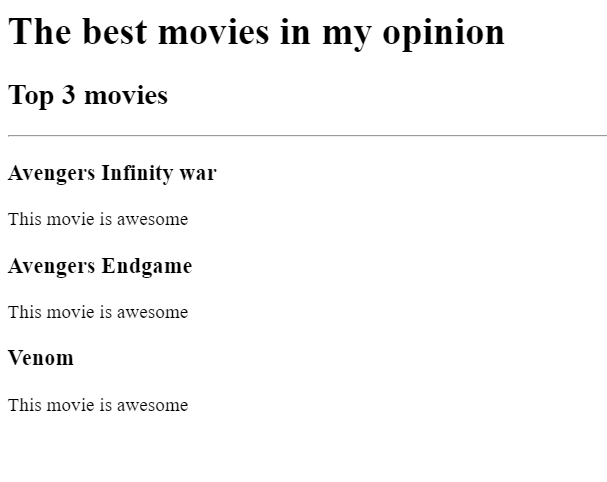 The best movies in my opinion
Top 3 movies
Avengers Infinity war
This movie is awesome
Avengers Endgame
This movie is awesome
Venom
This movie is awesome